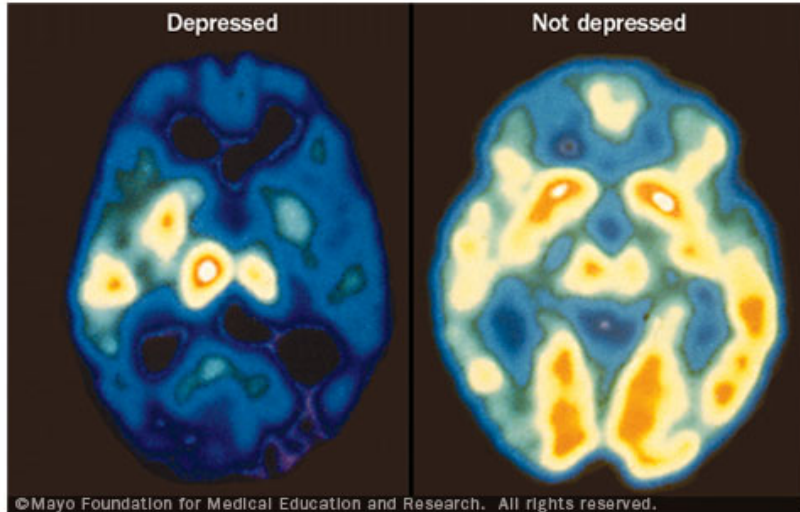 Depressed
Not depressed
©Mayo Foundation for Medical Education and Research. All rights reserved.